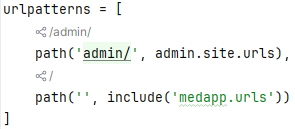 urlpatterns = [
/admin/
path('admin/', admin.site.urls),
/
path('', include('medapp.urls'))
]